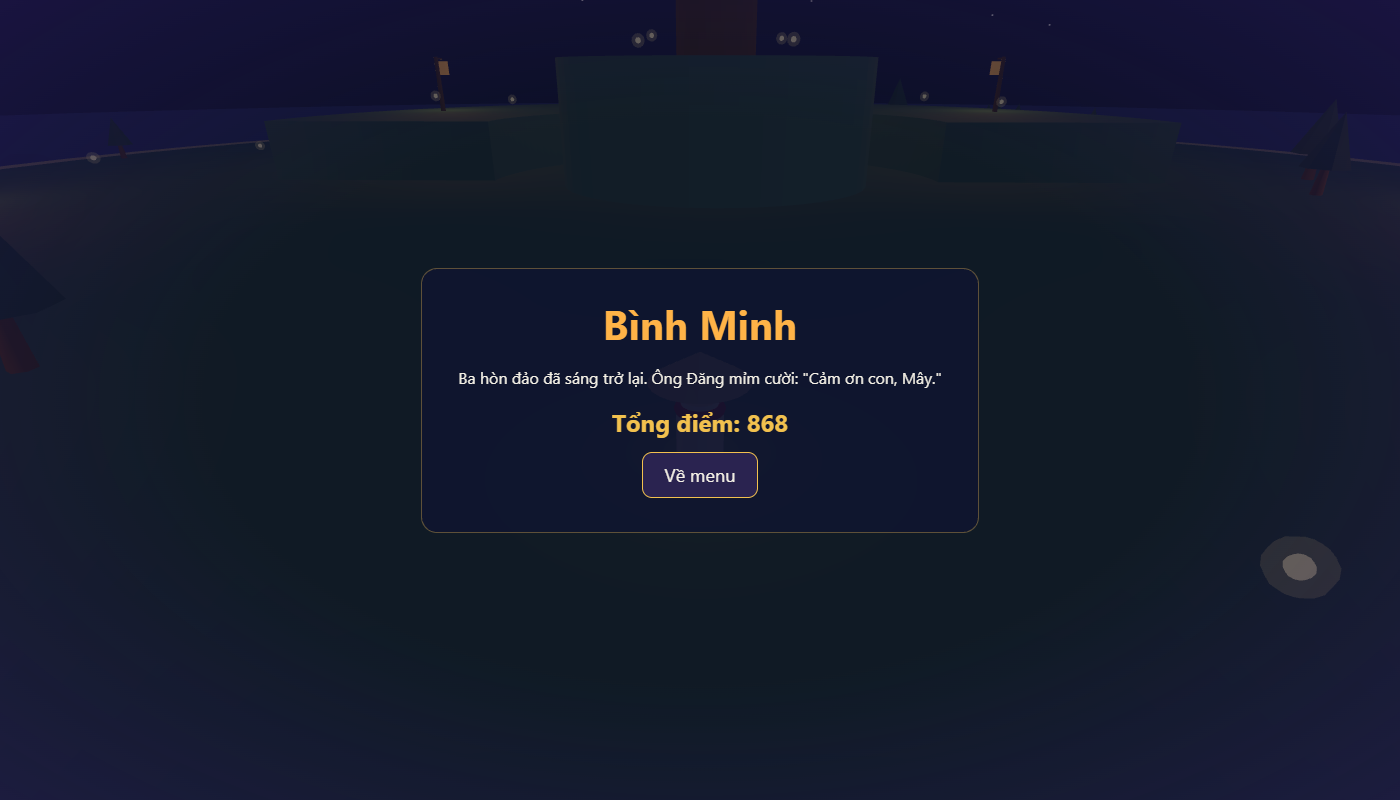 Bình Minh
Ba hòn đảo đã sáng trở lại. Ông Đăng mỉm cười: "Cảm ơn con, Mây."
Tổng điểm: 868
Về menu